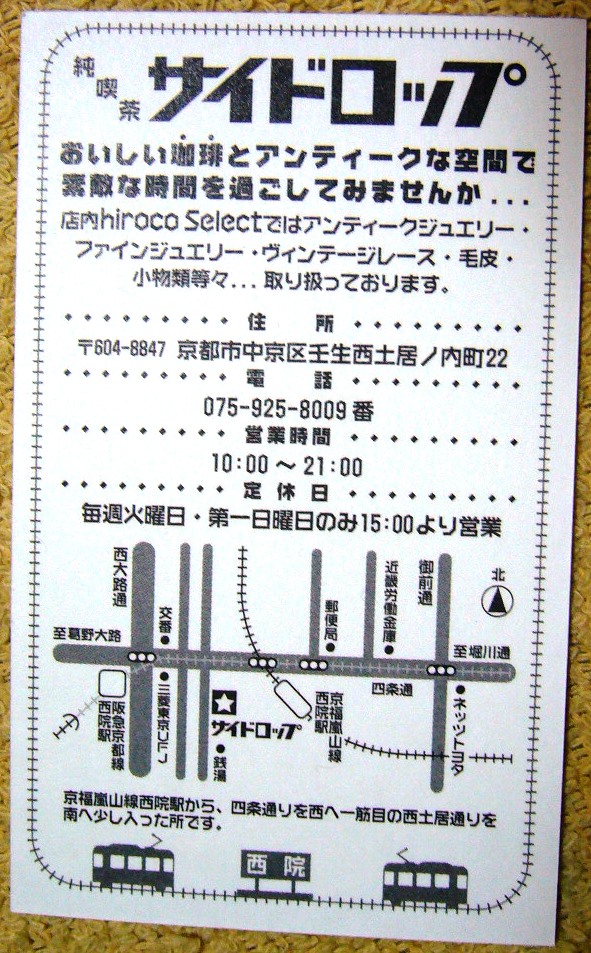 純喫茶 サイドロップ
おいしい珈琲とアンティークな空間で
素敵な時間を過ごしてみませんか...
店内hiroco Selectではアンティークジュエリー・
ファインジュエリー・ヴィンテージレース・毛皮・
小物類等々...取り扱っております。
住 所
〒604-8847 京都市中京区壬生西土居ノ内町22
電 話
075-925-8009番
営業時間
10:00～21:00
定休日
毎週火曜日・第一日曜日のみ15:00より営業
西大路通
交番
郵便局
近畿労働金庫
御前通
北
至葛野大路
至堀川通
四条通
阪急京都線
西院駅
三菱東京UFJ
サイドロップ
銭湯
京福嵐山線
西院駅
ネッツトヨタ
京福嵐山線西院駅から、四条通りを西へ一筋目の西土居通りを
南へ少し入った所です。
西院